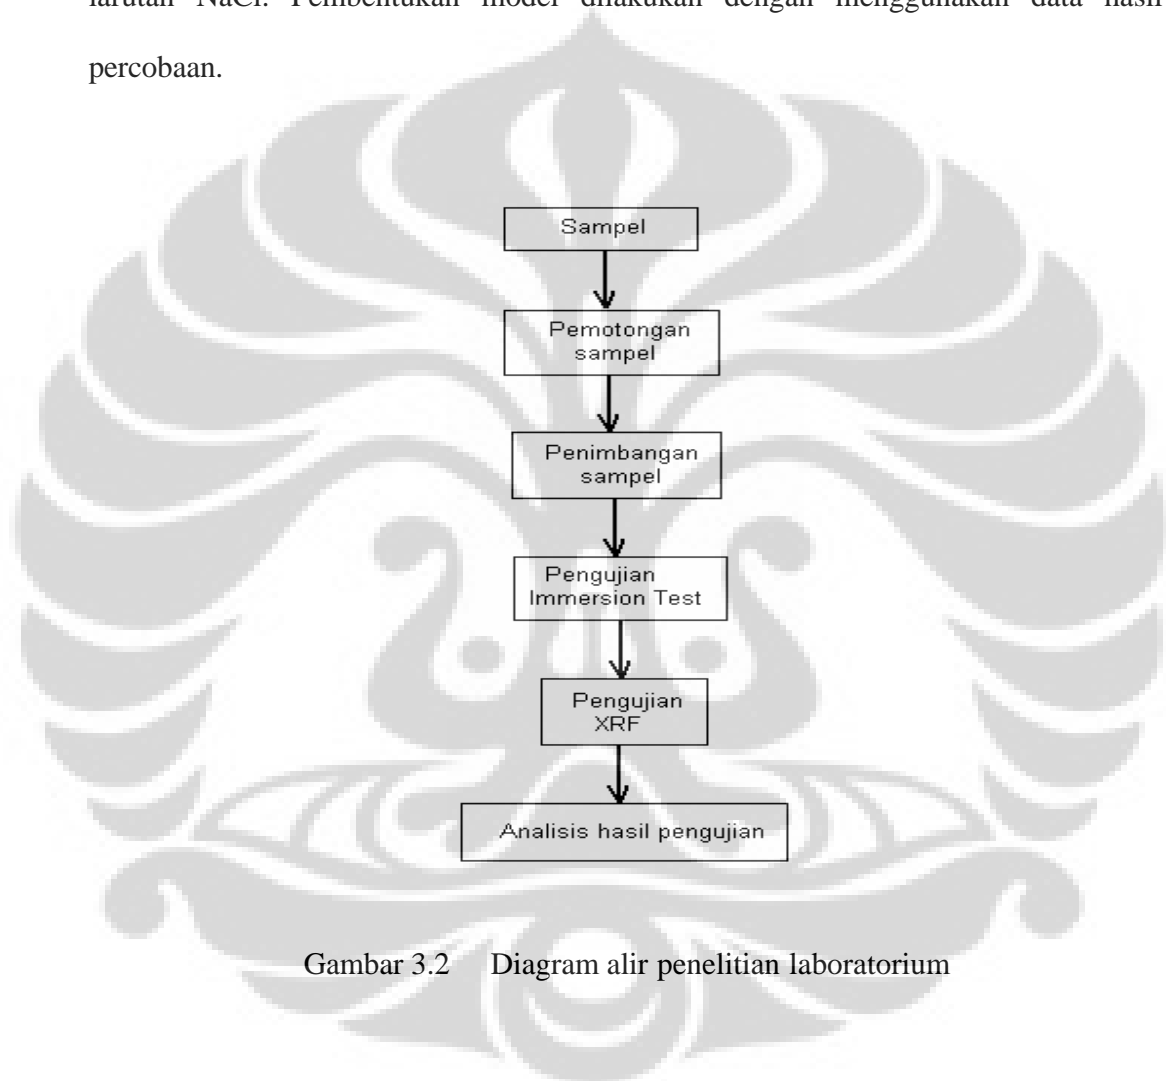 larutan NaCl. Pembentukan model dilakukan dengan menggunakan data hasil
percobaan.
Sampel
Pemotongan
sampel
Penimbangan
sampel
Pengujian
Immersion Test
Pengujian
XRF
Analisis hasil pengujian
Gambar 3.2 Diagram alir penelitian laboratorium